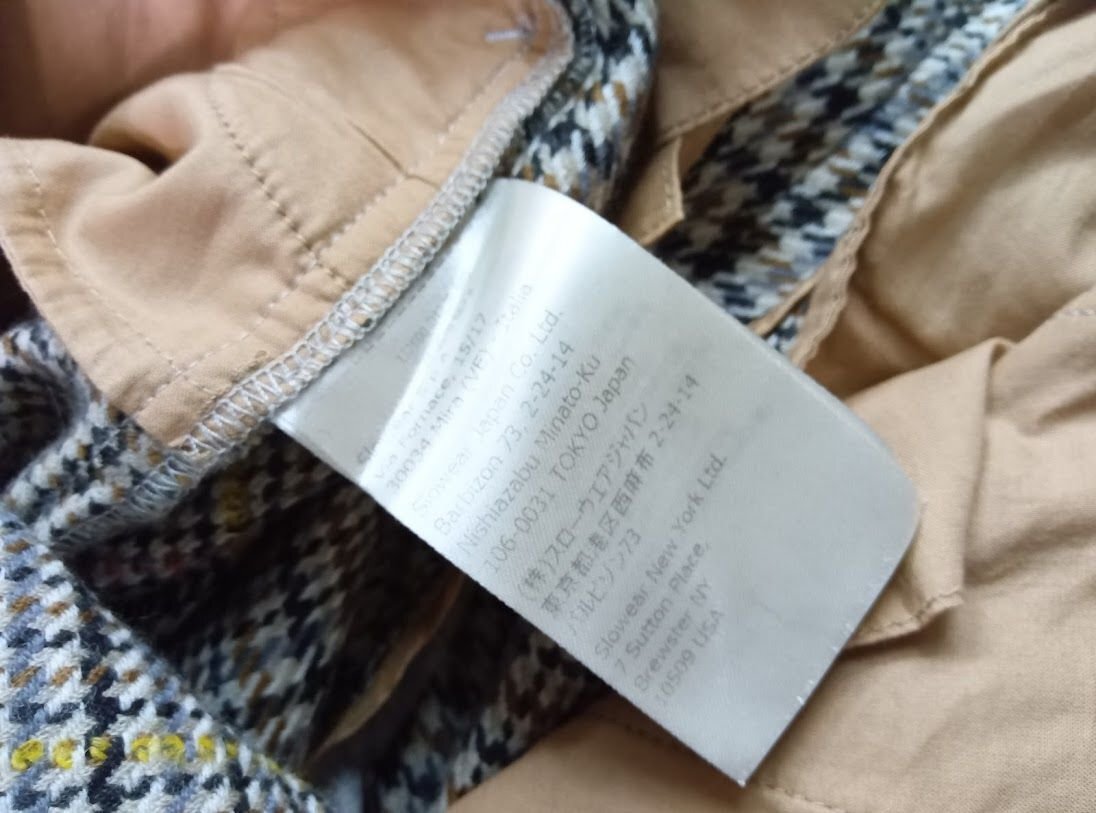 Via Fornace, 15/17
30034 Mira (VE) - Italia
Slowear Japan Co., Ltd.
Barbizon 73, 2-24-14
Nishiazabu Minato-Ku
106-0031 TOKYO Japan
(株)スローウエアジャパン
東京都港区西麻布 2-24-14
バルビゾン73
Slowear New York Ltd.
7 Sutton Place,
Brewster NY
10509 USA